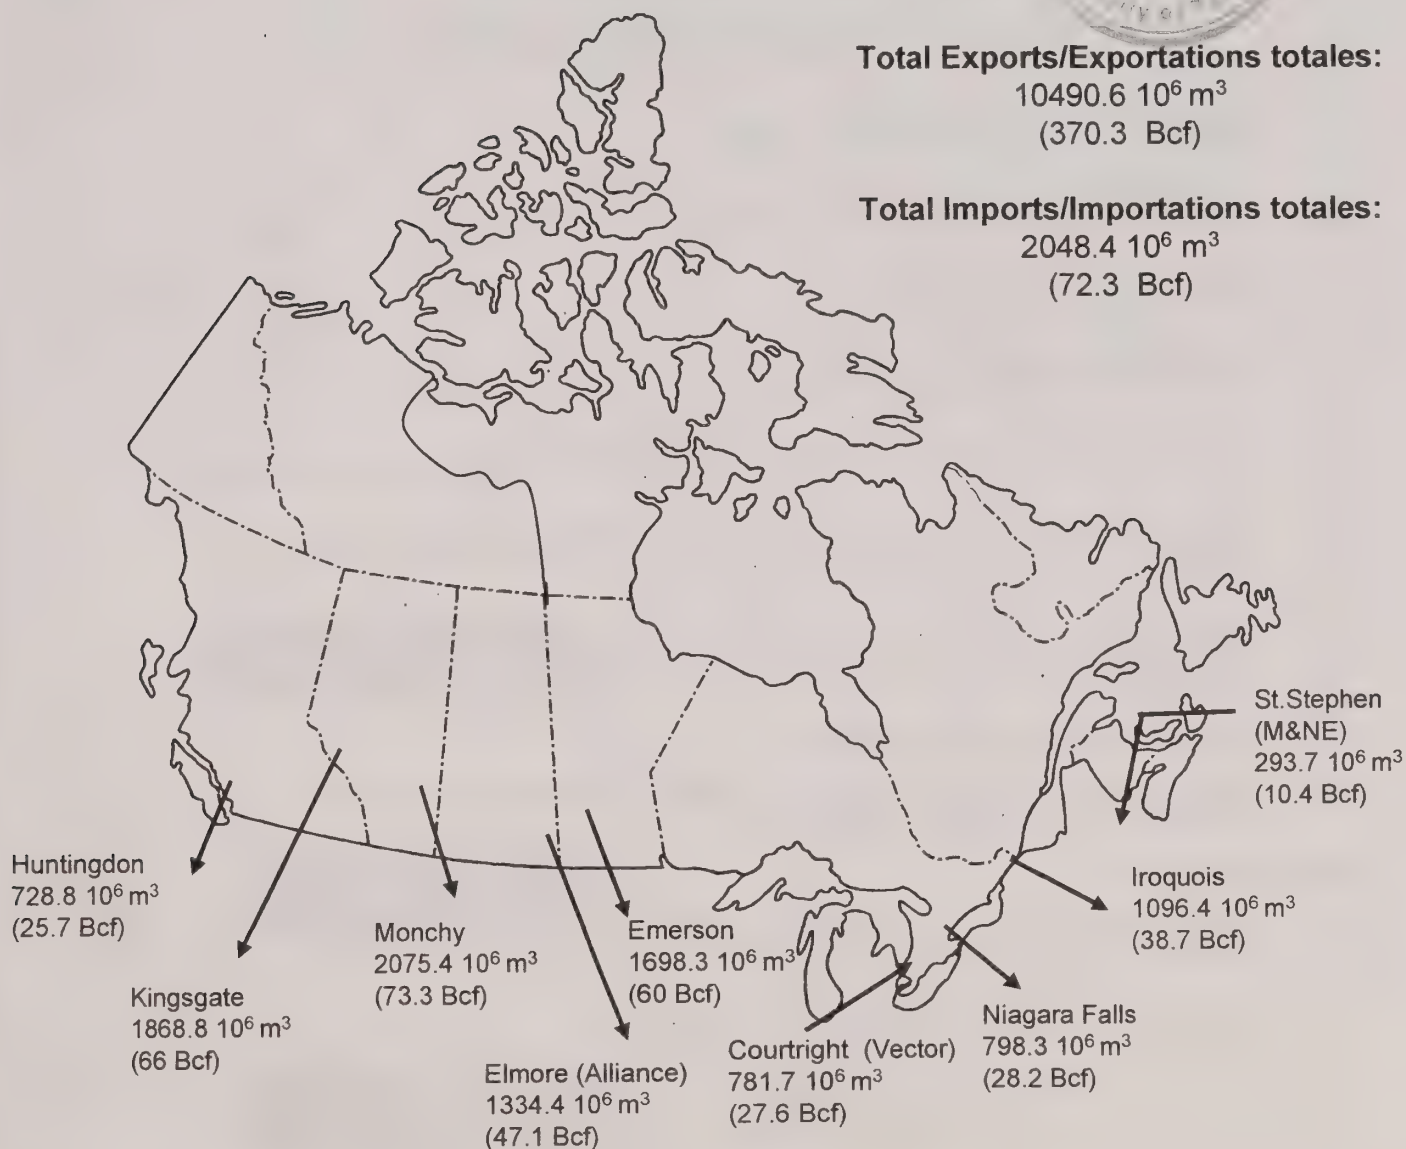 Total Exports/Exportations totales:
10490.6 10⁶ m³
(370.3 Bcf)
Total Imports/Importations totales:
2048.4 10⁶ m³
(72.3 Bcf)
St.Stephen
(M&NE)
293.7 10⁶ m³
(10.4 Bcf)
Huntingdon
728.8 10⁶ m³
(25.7 Bcf)
Iroquois
1096.4 10⁶ m³
(38.7 Bcf)
Monchy
2075.4 10⁶ m³
(73.3 Bcf)
Emerson
1698.3 10⁶ m³
(60 Bcf)
Kingsgate
1868.8 10⁶ m³
(66 Bcf)
Niagara Falls
798.3 10⁶ m³
(28.2 Bcf)
Courtright (Vector)
781.7 10⁶ m³
(27.6 Bcf)
Elmore (Alliance)
1334.4 10⁶ m³
(47.1 Bcf)